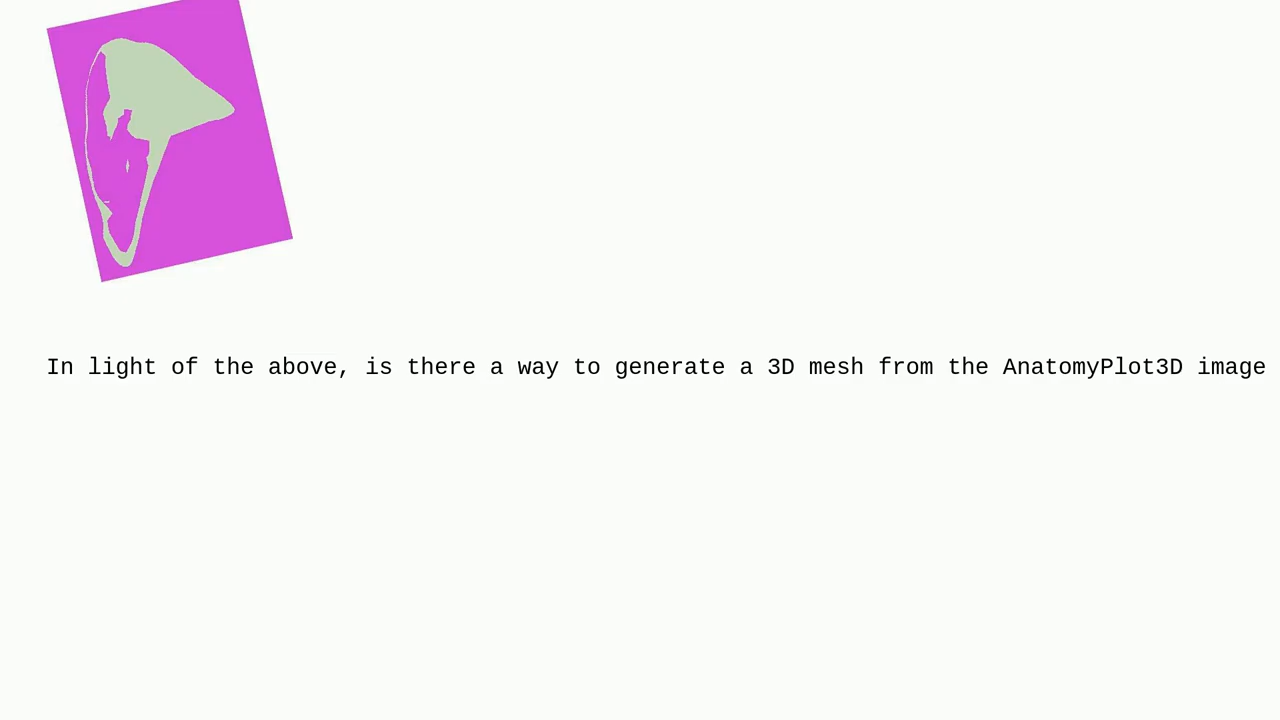 In light of the above, is there a way to generate a 3D mesh from the AnatomyPlot3D image